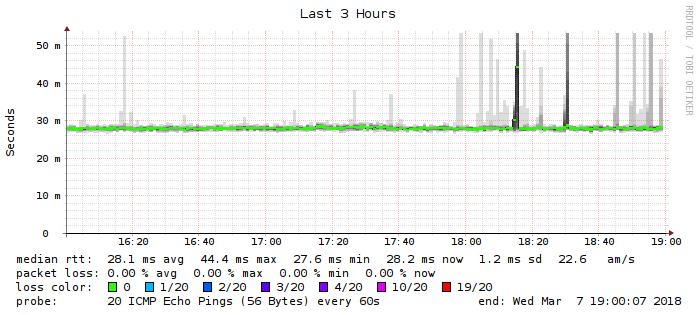 Last 3 Hours
RRDTOOL / TOBI OETIKER
Seconds
50 m
40 m
30 m
20 m
10 m
0
16:20 16:40 17:00 17:20 17:40 18:00 18:20 18:40 19:00
median rtt: 28.1 ms avg 44.4 ms max 27.6 ms min 28.2 ms now 1.2 ms sd 22.6 am/s
packet loss: 0.00 % avg 0.00 % max 0.00 % min 0.00 % now
loss color: 0 1/20 2/20 3/20 4/20 10/20 19/20
probe: 20 ICMP Echo Pings (56 Bytes) every 60s end: Wed Mar 7 19:00:07 2018